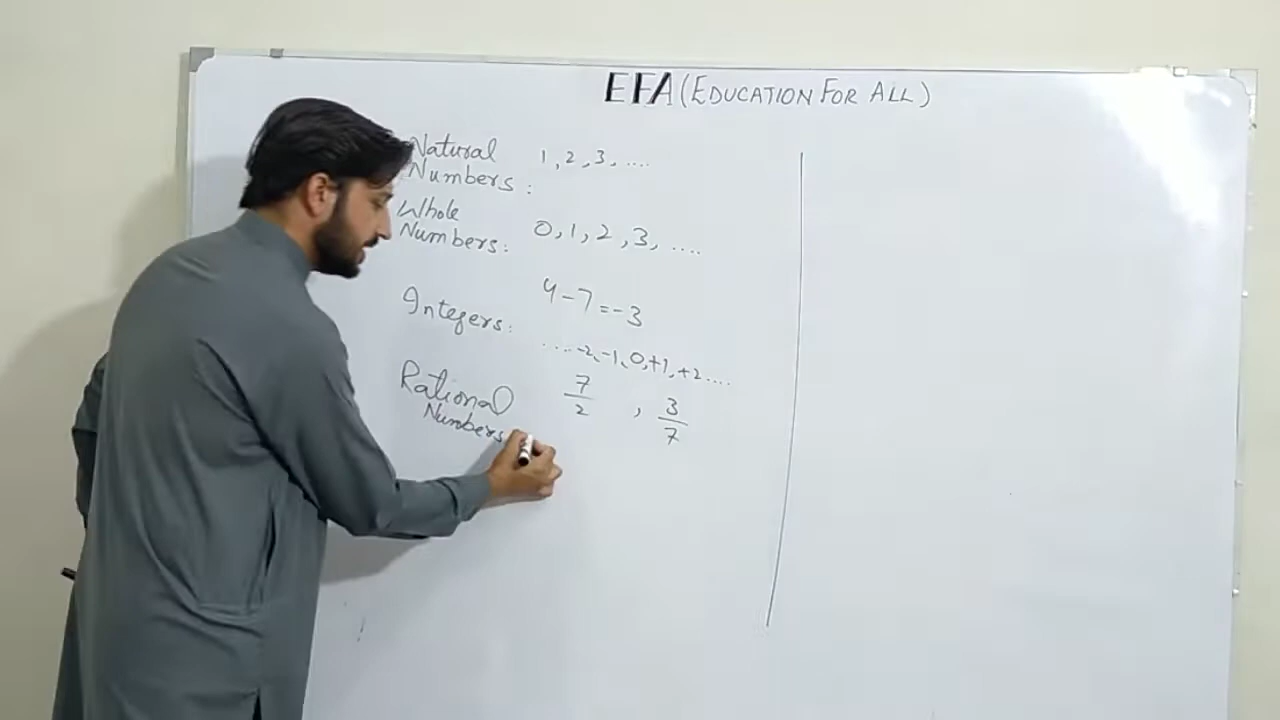 EFA (EDUCATION FOR ALL)
Natural 1, 2, 3, ....
Numbers :
Whole
Numbers : 0, 1, 2, 3, ....
Integers : 4 - 7 = -3
.... -2, -1, 0, +1, +2 ....
Rational 7/2 , 3/7
Numbers